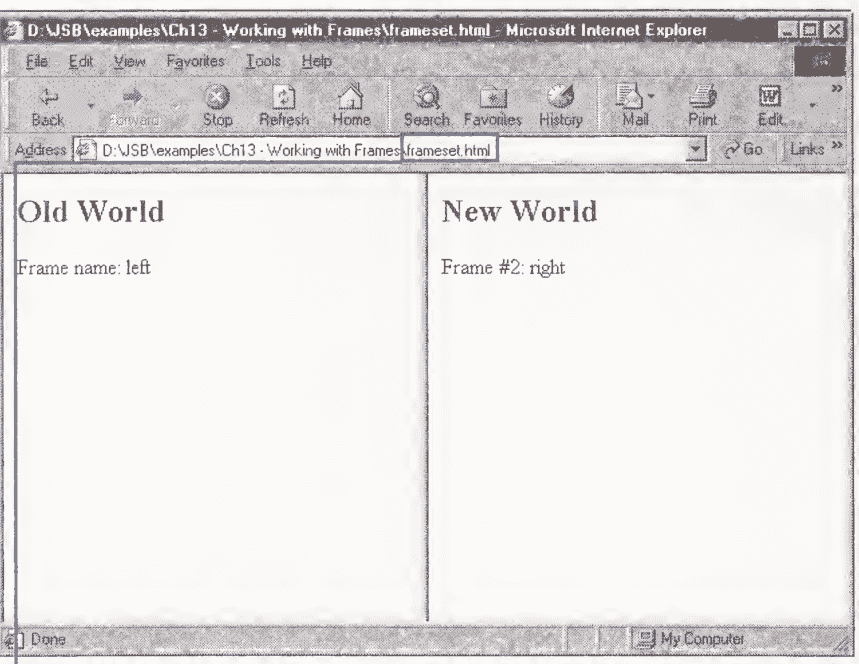 D:\JSB\examples\Ch13 - Working with Frames\frameset.html - Microsoft Internet Explorer
File Edit View Favorites Tools Help
Back Forward Stop Refresh Home Search Favorites History Mail Print Edit »
Address D:\JSB\examples\Ch13 - Working with Frames\frameset.html Go Links »
Old World
Frame name: left
New World
Frame #2: right
Done
My Computer